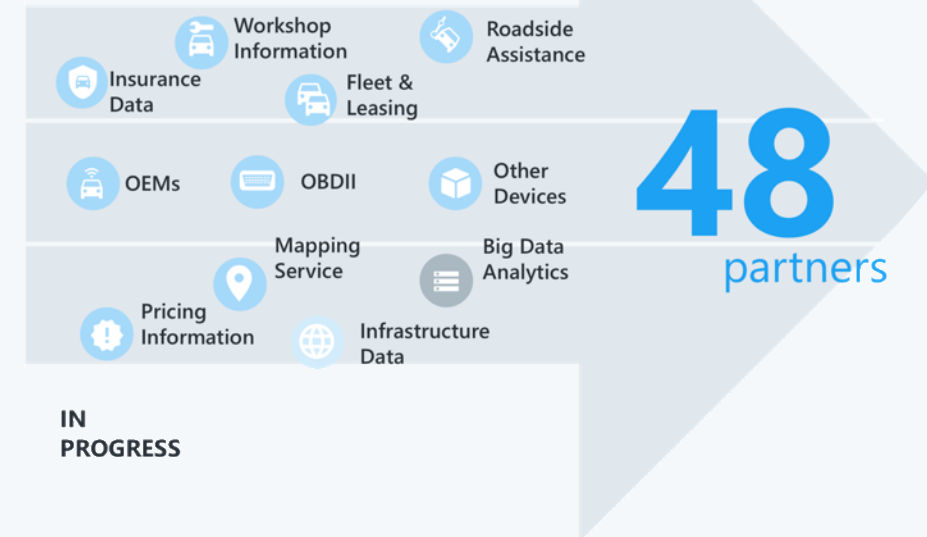 Workshop
Information
Roadside
Assistance
Insurance
Data
Fleet &
Leasing
OEMs
OBDII
Other
Devices
48
partners
Mapping
Service
Big Data
Analytics
Pricing
Information
Infrastructure
Data
IN
PROGRESS